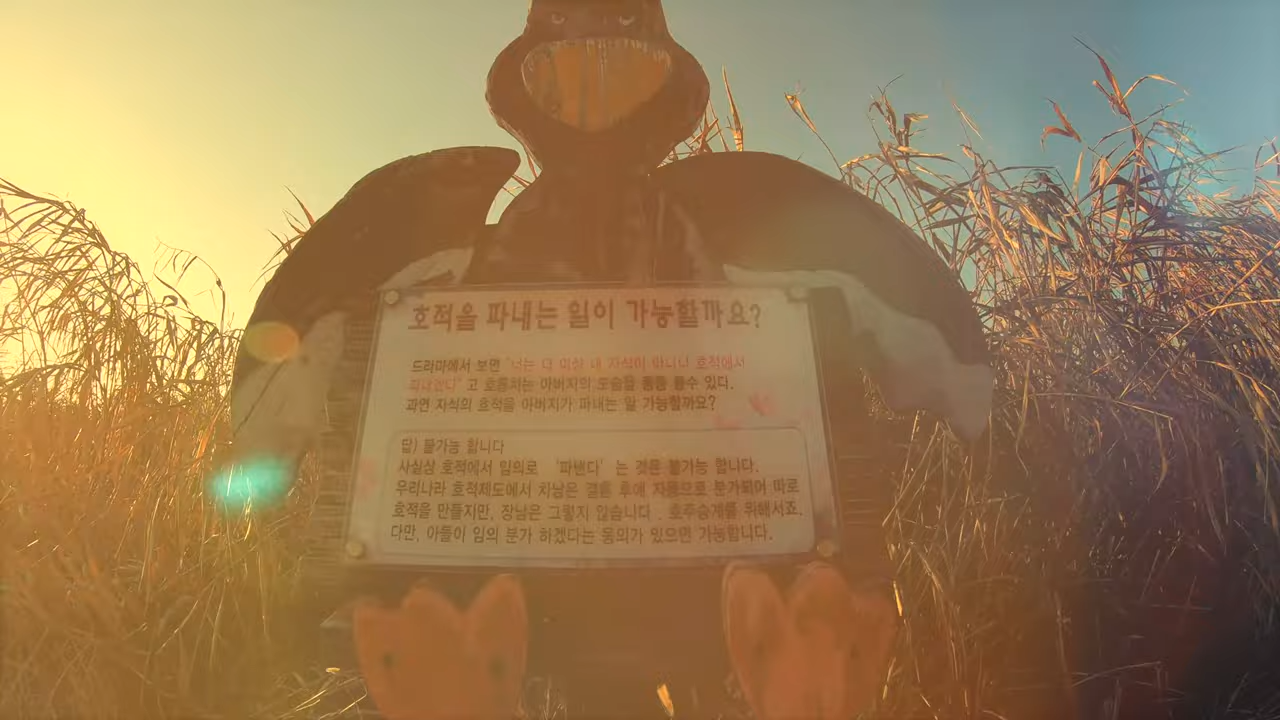 호적을 파내는 일이 가능할까요?
드라마에서 보면 "너는 더 이상 내 자식이 아니니 호적에서
파내겠다" 고 호통치는 아버지의 모습을 종종 볼수 있다.
과연 자식의 호적을 아버지가 파내는 일 가능할까요?
답) 불가능 합니다
사실상 호적에서 임의로 '파낸다' 는 것은 불가능 합니다.
우리나라 호적제도에서 차남은 결혼 후에 자동으로 분가되어 따로
호적을 만들지만, 장남은 그렇지 않습니다 . 호주승계를 위해서죠.
다만, 아들이 임의 분가 하겠다는 동의가 있으면 가능합니다.